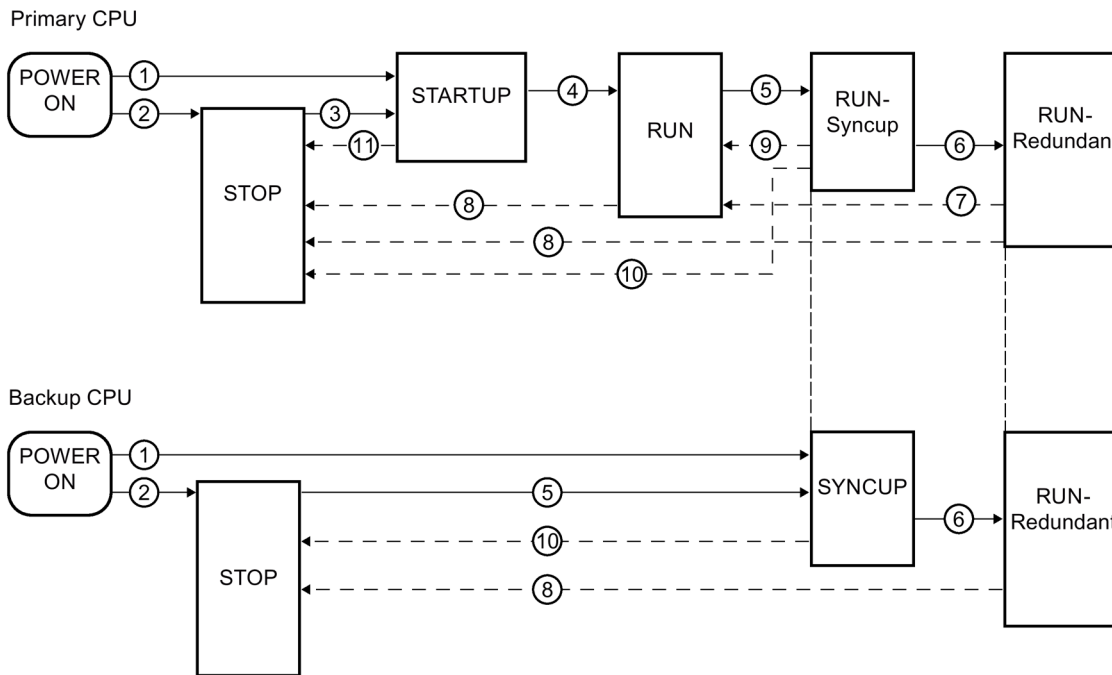 Primary CPU
POWER
ON
1
2
3
11
STOP
STARTUP
4
RUN
5
9
RUN-
Syncup
6
7
8
8
10
RUN-
Redundan
Backup CPU
POWER
ON
1
2
STOP
5
10
8
SYNCUP
6
RUN-
Redundant